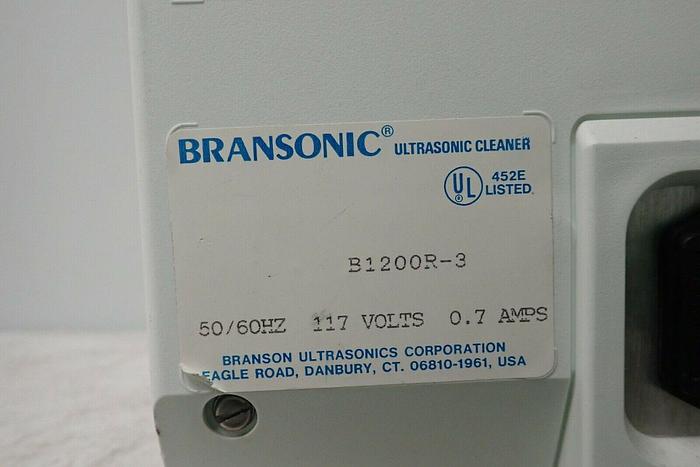 BRANSONIC® ULTRASONIC CLEANER
UL® 452E
LISTED
B1200R-3
50/60HZ 117 VOLTS 0.7 AMPS
BRANSON ULTRASONICS CORPORATION
EAGLE ROAD, DANBURY, CT. 06810-1961, USA